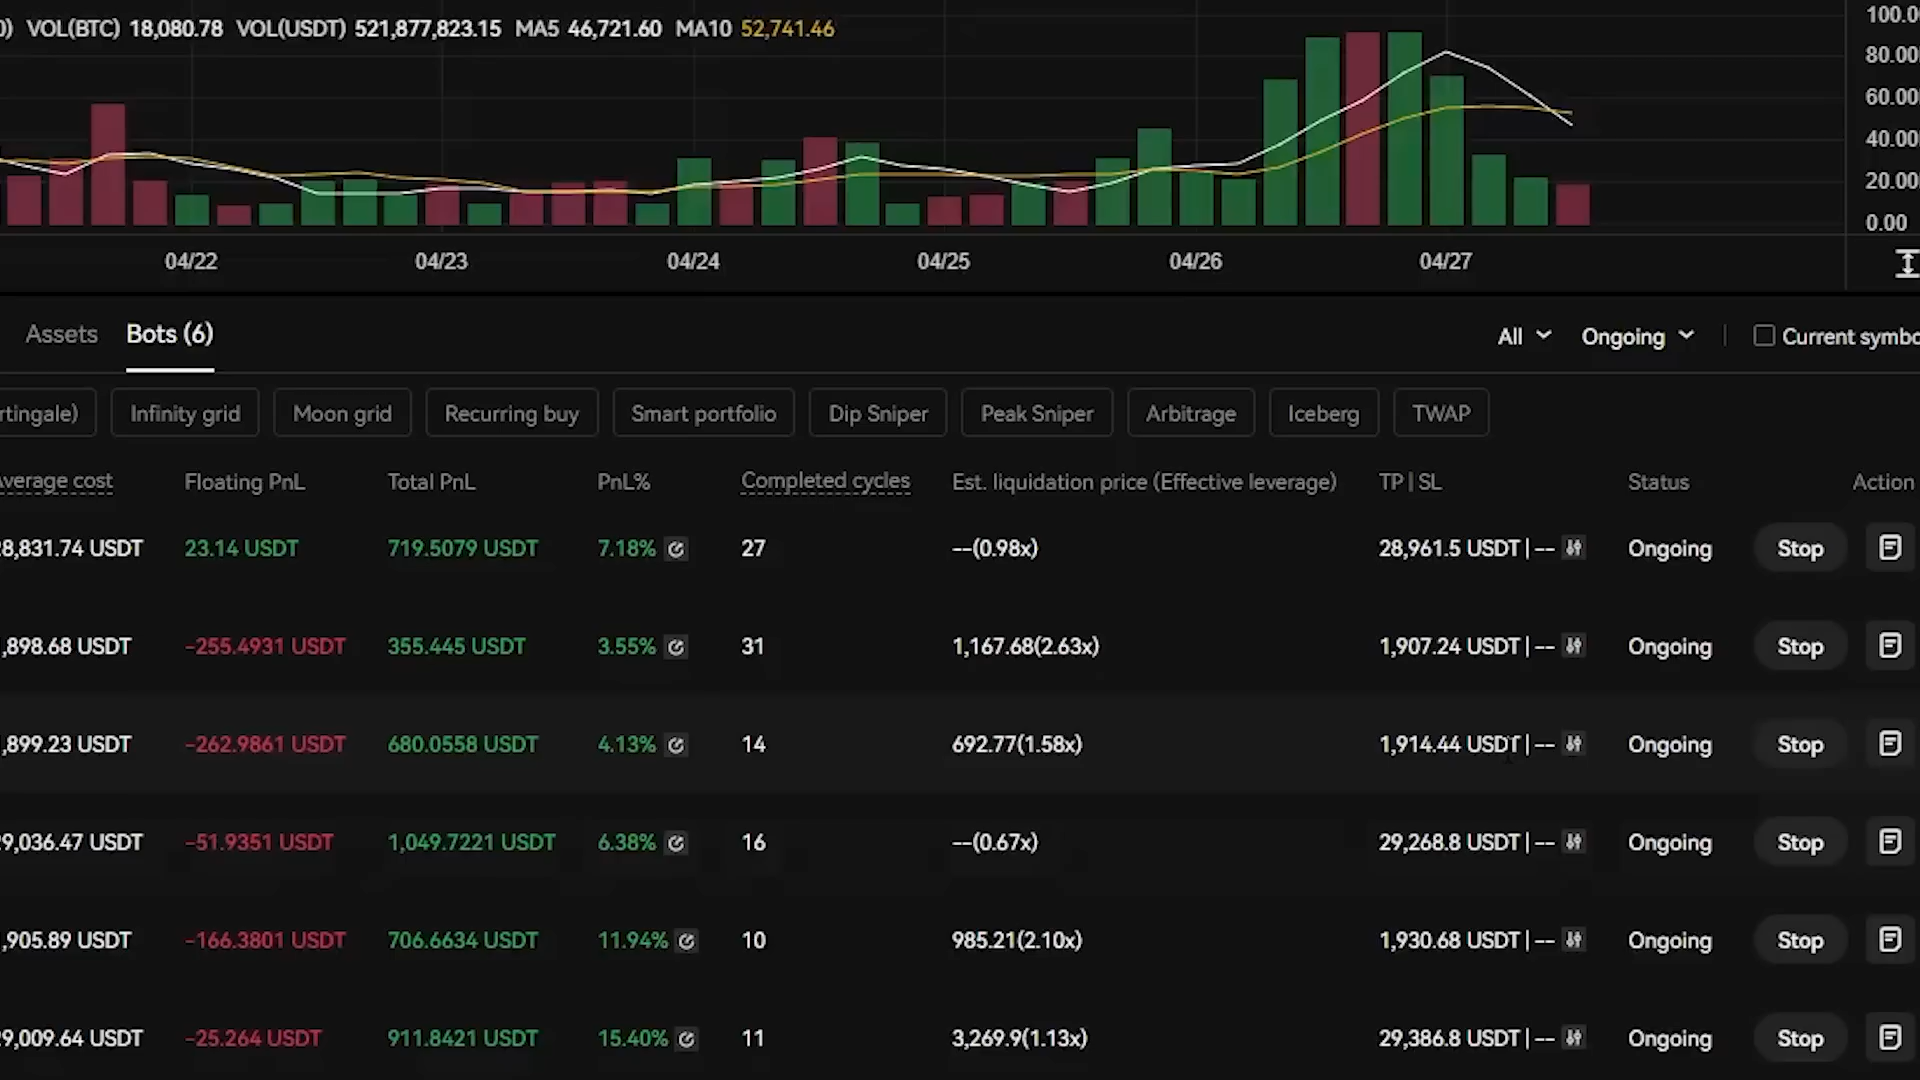 0) VOL(BTC) 18,080.78 VOL(USDT) 521,877,823.15 MA5 46,721.60 MA10 52,741.46
100.0
80.00
60.00
40.00
20.00
0.00
04/22 04/23 04/24 04/25 04/26 04/27
Assets Bots (6) All Ongoing Current symbo
rtingale) Infinity grid Moon grid Recurring buy Smart portfolio Dip Sniper Peak Sniper Arbitrage Iceberg TWAP
Average cost Floating PnL Total PnL PnL% Completed cycles Est. liquidation price (Effective leverage) TP | SL Status Action
28,831.74 USDT 23.14 USDT 719.5079 USDT 7.18% 27 --(0.98x) 28,961.5 USDT | -- Ongoing Stop
,898.68 USDT -255.4931 USDT 355.445 USDT 3.55% 31 1,167.68(2.63x) 1,907.24 USDT | -- Ongoing Stop
,899.23 USDT -262.9861 USDT 680.0558 USDT 4.13% 14 692.77(1.58x) 1,914.44 USDT | -- Ongoing Stop
29,036.47 USDT -51.9351 USDT 1,049.7221 USDT 6.38% 16 --(0.67x) 29,268.8 USDT | -- Ongoing Stop
,905.89 USDT -166.3801 USDT 706.6634 USDT 11.94% 10 985.21(2.10x) 1,930.68 USDT | -- Ongoing Stop
29,009.64 USDT -25.264 USDT 911.8421 USDT 15.40% 11 3,269.9(1.13x) 29,386.8 USDT | -- Ongoing Stop